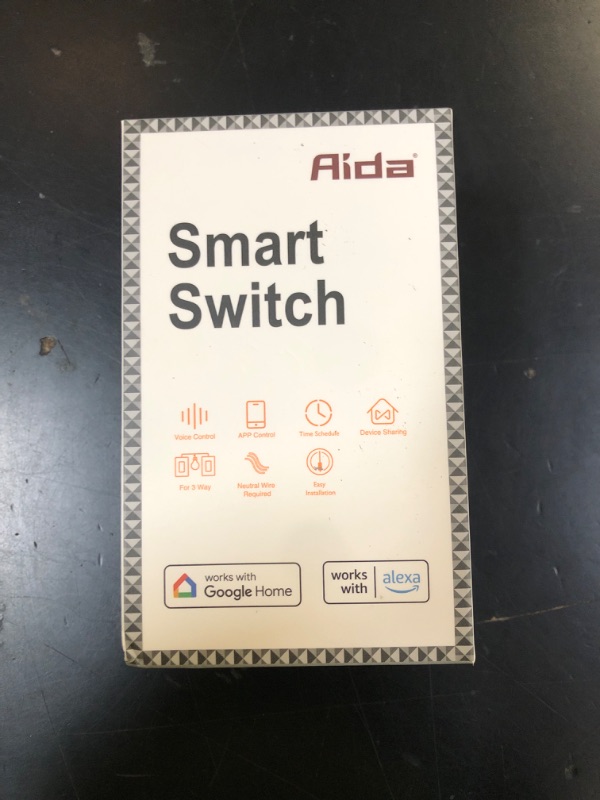 Aida®
Smart
Switch
Voice Control
APP Control
Time Schedule
Device Sharing
For 3 Way
Neutral Wire
Required
Easy
Installation
works with
Google Home
works
with
alexa